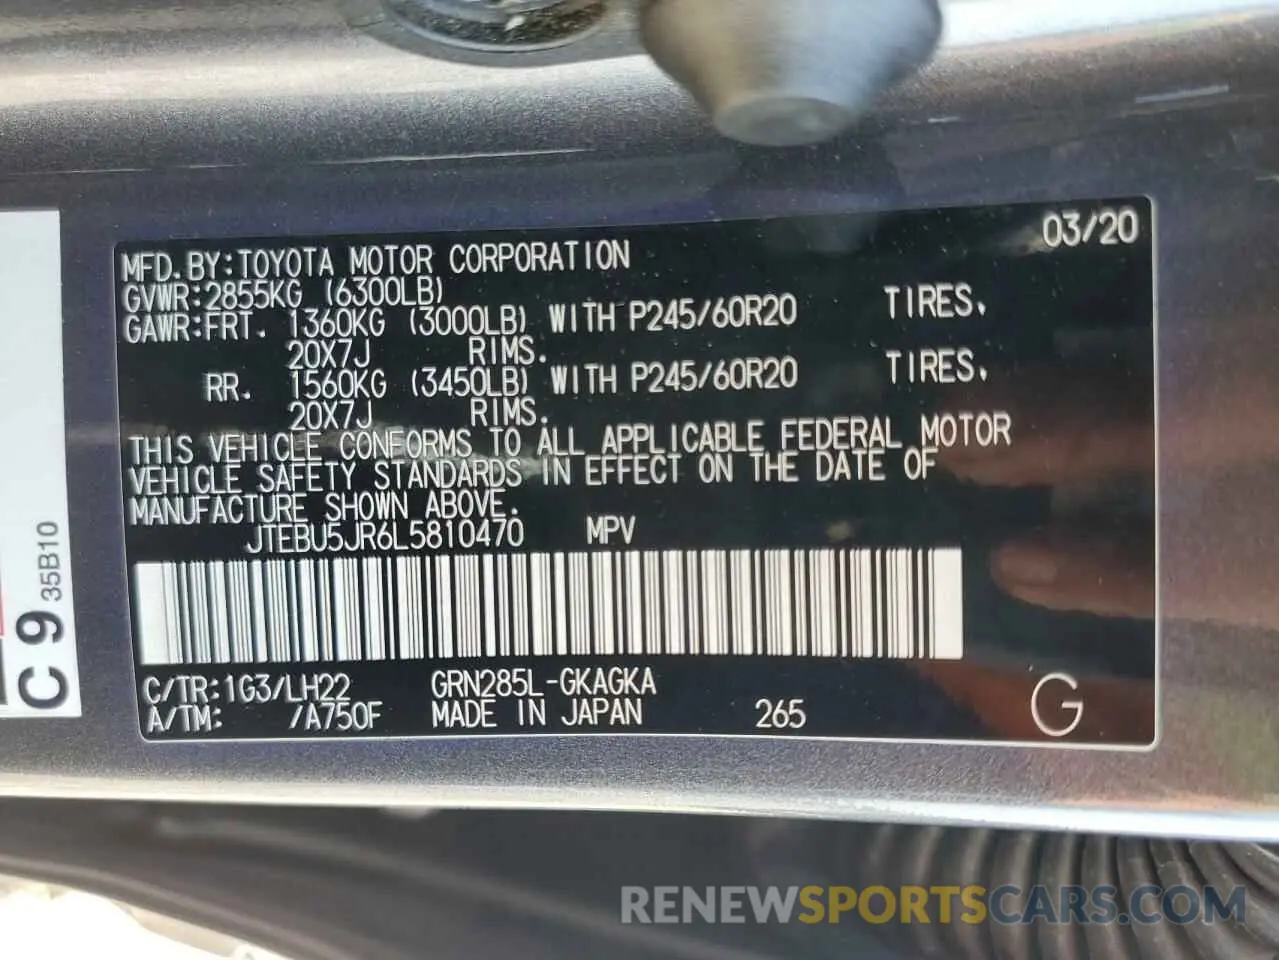 03/20
MFD.BY:TOYOTA MOTOR CORPORATION
GVWR:2855KG (6300LB)
GAWR:FRT. 1360KG (3000LB) WITH P245/60R20 TIRES.
20X7J RIMS.
RR. 1560KG (3450LB) WITH P245/60R20 TIRES.
20X7J RIMS.
THIS VEHICLE CONFORMS TO ALL APPLICABLE FEDERAL MOTOR
VEHICLE SAFETY STANDARDS IN EFFECT ON THE DATE OF
MANUFACTURE SHOWN ABOVE.
JTEBU5JR6L5810470 MPV
C/TR:1G3/LH22 GRN285L-GKAGKA
A/TM: /A750F MADE IN JAPAN 265 G
C 9 35B10
RENEWSPORTSCARS.COM